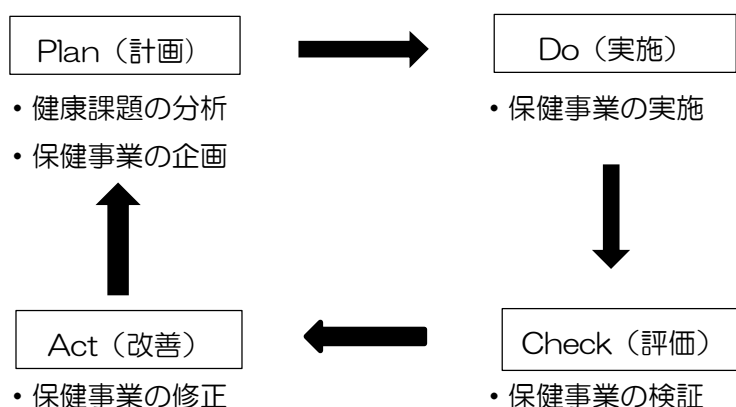 Plan（計画）
・健康課題の分析
・保健事業の企画
Do（実施）
・保健事業の実施
Check（評価）
・保健事業の検証
Act（改善）
・保健事業の修正